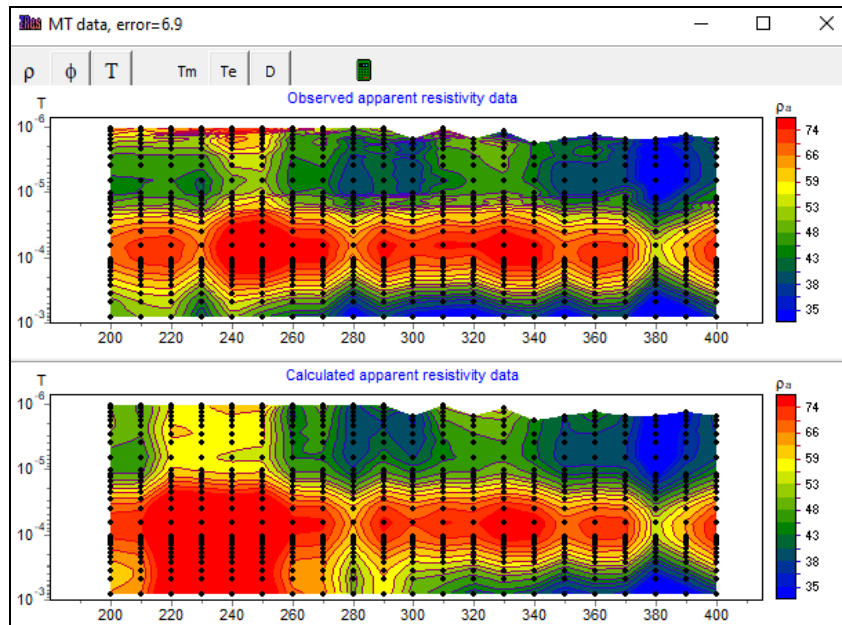 ZRes MT data, error=6.9
ρ ϕ T Tm Te D
Observed apparent resistivity data
T
ρa
10-6
10-5
10-4
10-3
74
66
59
53
48
43
38
35
200 220 240 260 280 300 320 340 360 380 400
Calculated apparent resistivity data
T
ρa
10-6
10-5
10-4
10-3
74
66
59
53
48
43
38
35
200 220 240 260 280 300 320 340 360 380 400